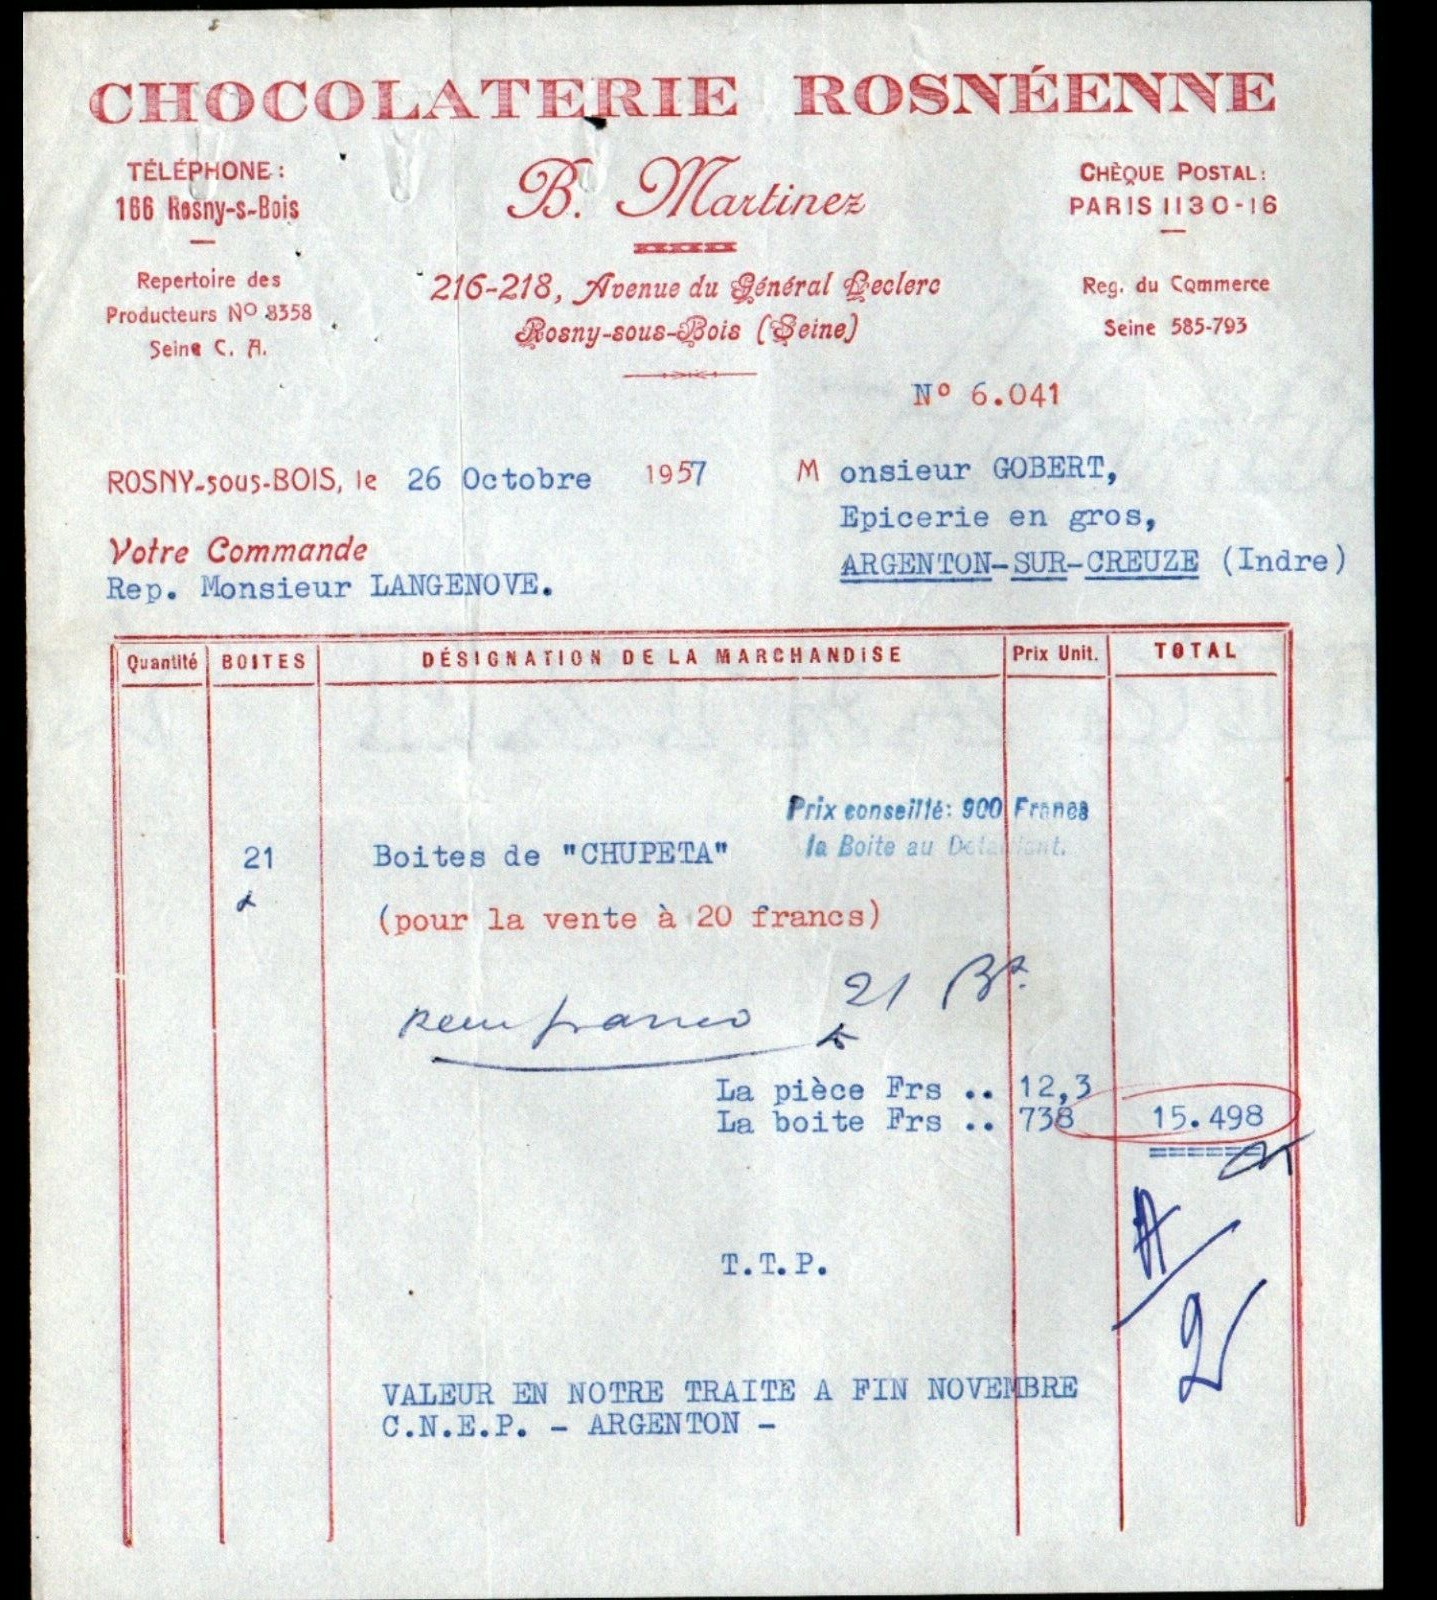 CHOCOLATERIE ROSNÉENNE
TÉLÉPHONE :
166 Rosny-s-Bois
Repertoire des
Producteurs Nº 8358
Seine C. A.
B. Martinez
216-218, Avenue du Général Leclerc
Rosny-sous-Bois (Seine)
CHÈQUE POSTAL :
PARIS 1130-16
Reg. du Commerce
Seine 585-793
Nº 6.041
ROSNY-sous-BOIS, le 26 Octobre 1957
Monsieur GOBERT,
Epicerie en gros,
ARGENTON-SUR-CREUZE (Indre)
Votre Commande
Rep. Monsieur LANGENOVE.
Quantité BOITES DÉSIGNATION DE LA MARCHANDISE Prix Unit. TOTAL
Prix conseillé: 900 Francs
la Boite au Détaillant.
21 Boites de "CHUPETA"
(pour la vente à 20 francs)
21 Bs.
franco
La pièce Frs .. 12,3
La boite Frs .. 738 15.498
======
T.T.P.
VALEUR EN NOTRE TRAITE A FIN NOVEMBRE
C.N.E.P. - ARGENTON -